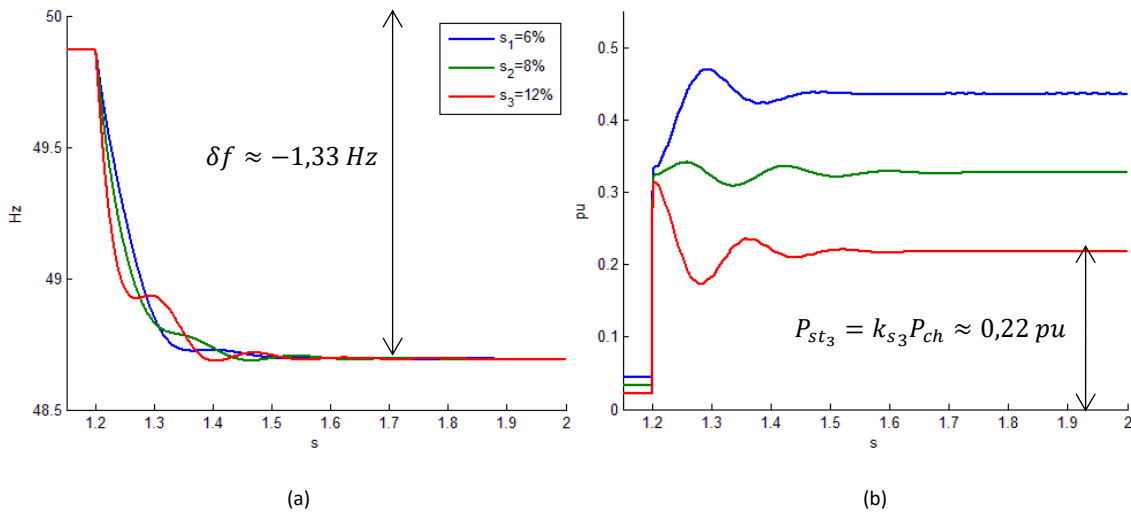 50
49.5
49
48.5
Hz
1.2 1.3 1.4 1.5 1.6 1.7 1.8 1.9 2
s
s1=6%
s2=8%
s3=12%
δf ≈ −1,33 Hz
(a)
0.5
0.4
0.3
0.2
0.1
0
pu
1.2 1.3 1.4 1.5 1.6 1.7 1.8 1.9 2
s
Pst3 = ks3Pch ≈ 0,22 pu
(b)